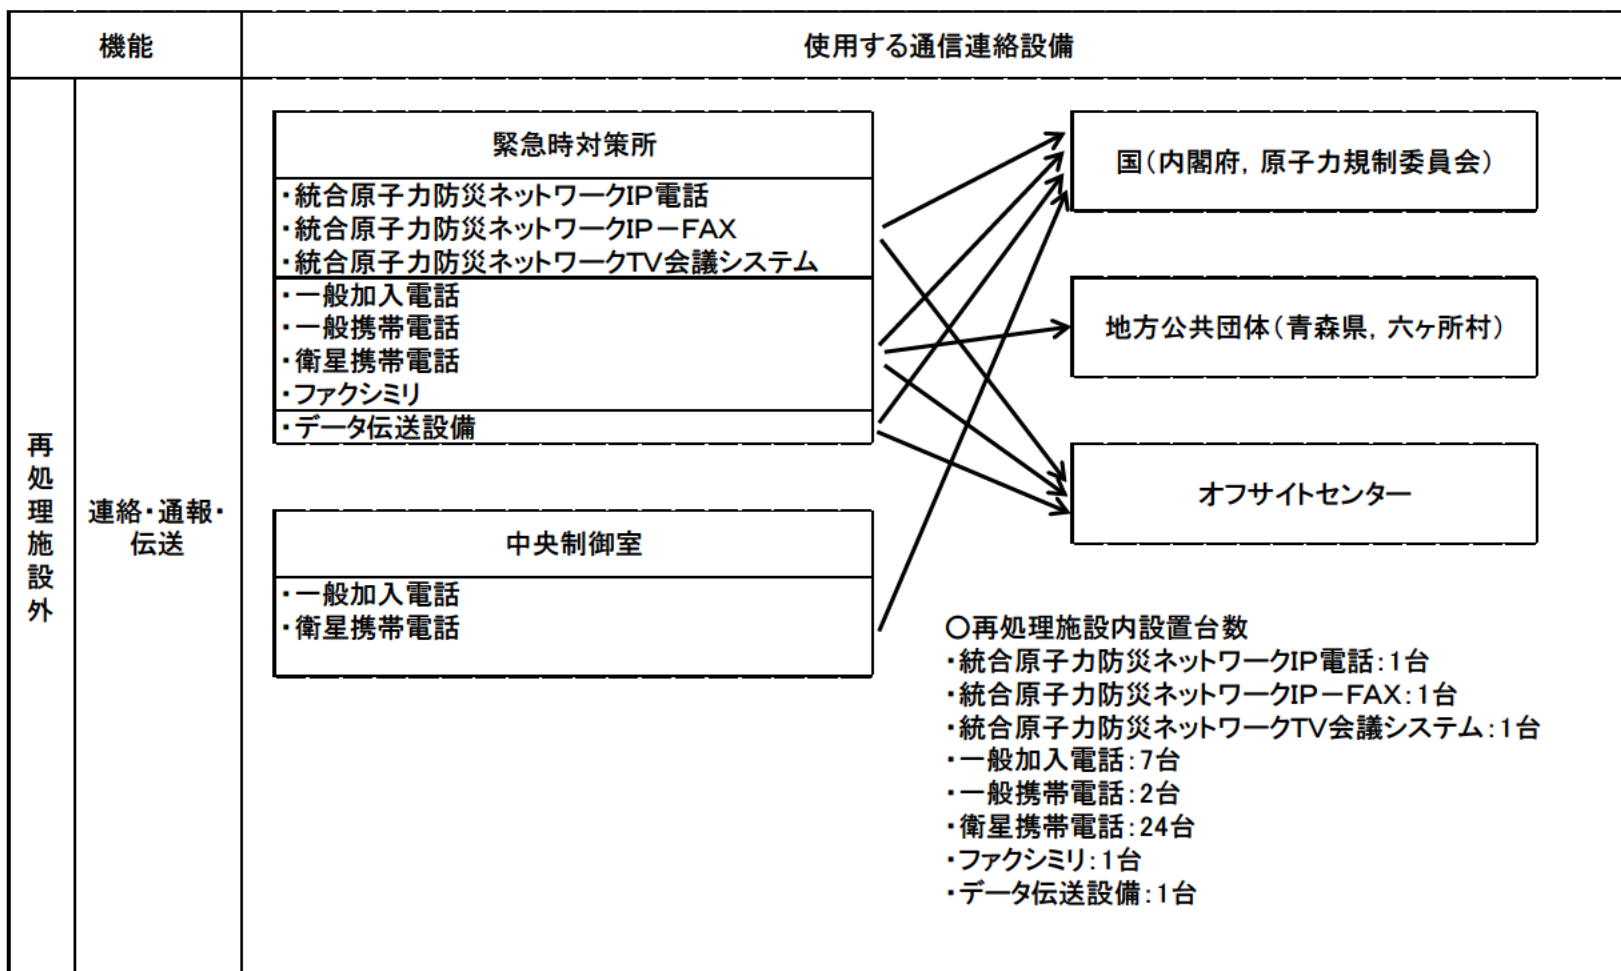 機能
使用する通信連絡設備
再処理施設外
連絡・通報・
伝送
緊急時対策所
・統合原子力防災ネットワークIP電話
・統合原子力防災ネットワークIP－FAX
・統合原子力防災ネットワークTV会議システム
・一般加入電話
・一般携帯電話
・衛星携帯電話
・ファクシミリ
・データ伝送設備
中央制御室
・一般加入電話
・衛星携帯電話
国（内閣府，原子力規制委員会）
地方公共団体（青森県，六ヶ所村）
オフサイトセンター
〇再処理施設内設置台数
・統合原子力防災ネットワークIP電話：1台
・統合原子力防災ネットワークIP－FAX：1台
・統合原子力防災ネットワークTV会議システム：1台
・一般加入電話：7台
・一般携帯電話：2台
・衛星携帯電話：24台
・ファクシミリ：1台
・データ伝送設備：1台